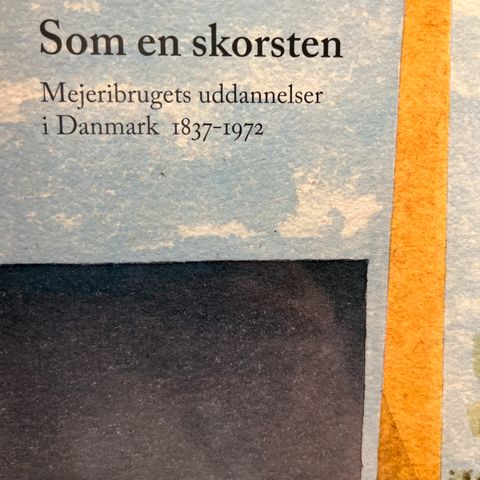 Som en skorsten
Mejeribrugets uddannelser
i Danmark 1837-1972